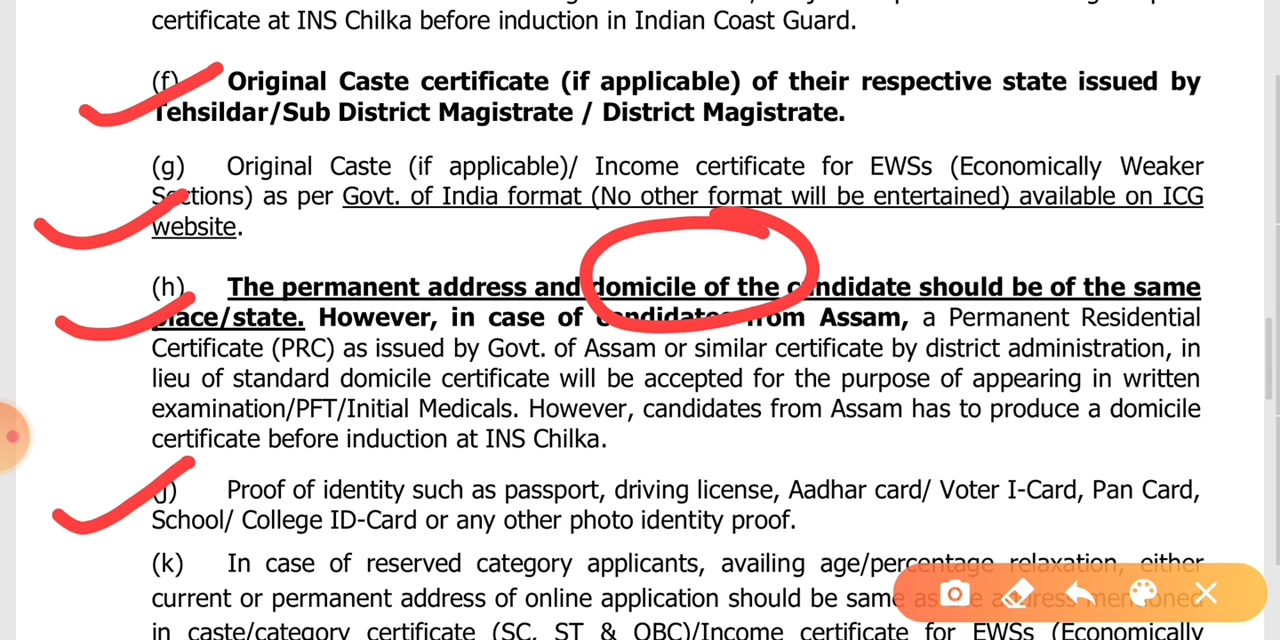 certificate at INS Chilka before induction in Indian Coast Guard.
(f) Original Caste certificate (if applicable) of their respective state issued by
Tehsildar/Sub District Magistrate / District Magistrate.
(g) Original Caste (if applicable)/ Income certificate for EWSs (Economically Weaker
Sections) as per Govt. of India format (No other format will be entertained) available on ICG
website.
(h) The permanent address and domicile of the candidate should be of the same
place/state. However, in case of candidates from Assam, a Permanent Residential
Certificate (PRC) as issued by Govt. of Assam or similar certificate by district administration, in
lieu of standard domicile certificate will be accepted for the purpose of appearing in written
examination/PFT/Initial Medicals. However, candidates from Assam has to produce a domicile
certificate before induction at INS Chilka.
(j) Proof of identity such as passport, driving license, Aadhar card/ Voter I-Card, Pan Card,
School/ College ID-Card or any other photo identity proof.
(k) In case of reserved category applicants, availing age/percentage relaxation, either
current or permanent address of online application should be same as the address mentioned
in caste/category certificate (SC, ST & OBC)/Income certificate for EWSs (Economically